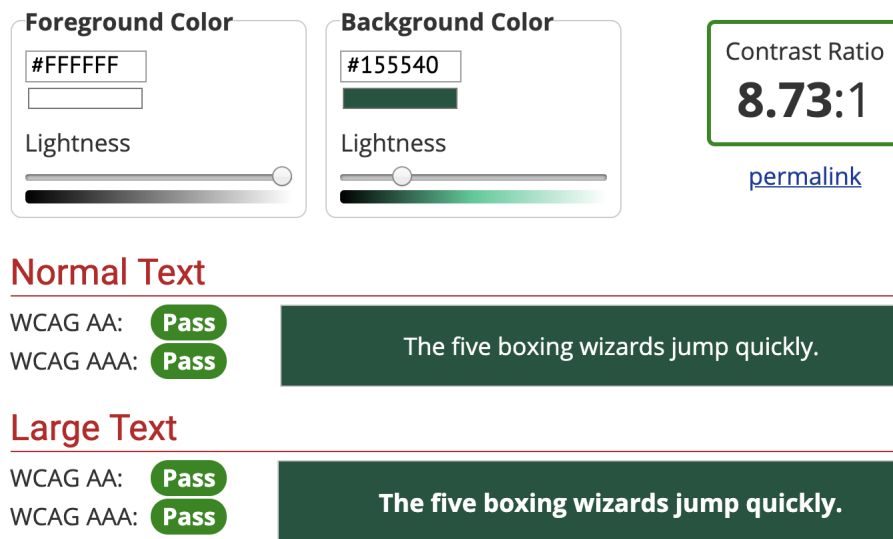 Foreground Color
#FFFFFF
Lightness
Background Color
#155540
Lightness
Contrast Ratio
8.73:1
permalink
Normal Text
WCAG AA: Pass
WCAG AAA: Pass
The five boxing wizards jump quickly.
Large Text
WCAG AA: Pass
WCAG AAA: Pass
The five boxing wizards jump quickly.